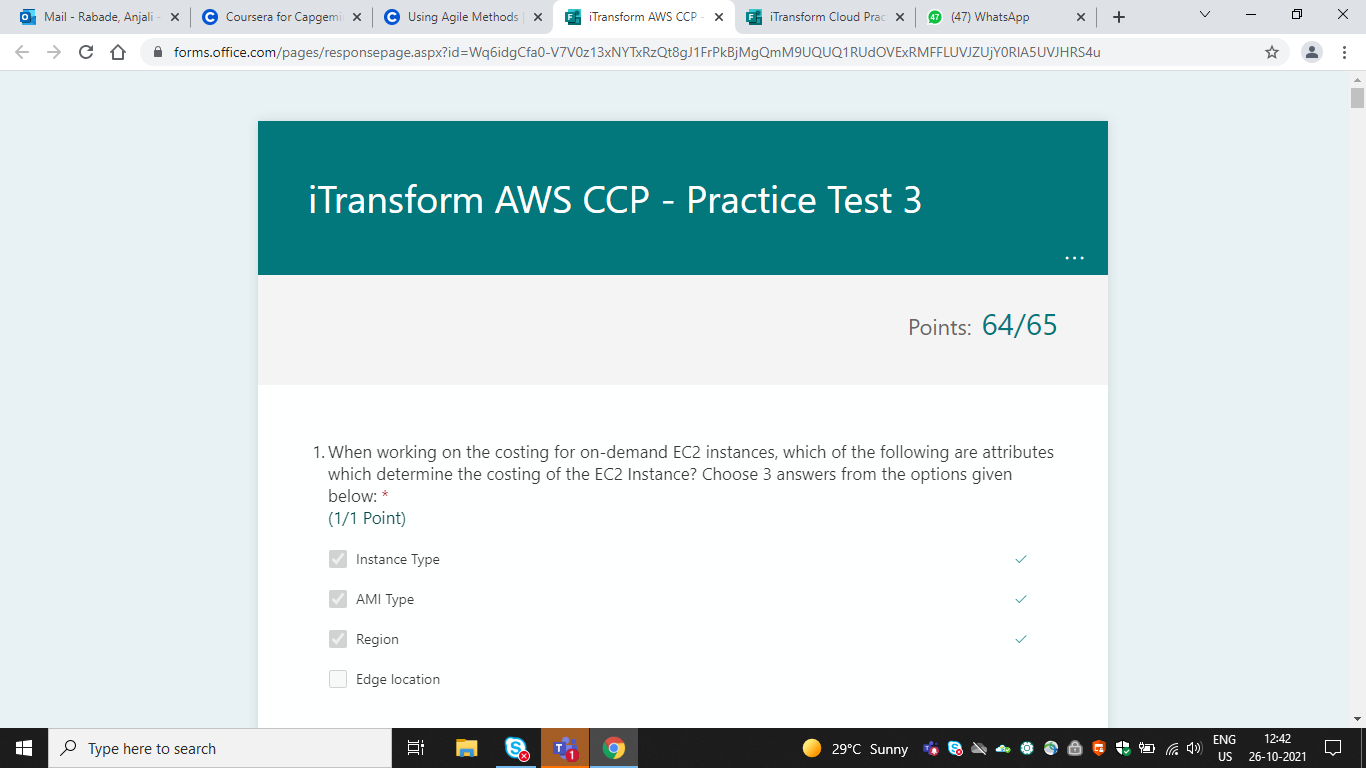 Mail - Rabade, Anjali -
Coursera for Capgemi
Using Agile Methods
iTransform AWS CCP -
iTransform Cloud Prac
47 (47) WhatsApp
forms.office.com/pages/responsepage.aspx?id=Wq6idgCfa0-V7V0z13xNYTxRzQt8gJ1FrPkBjMgQmM9UQUQ1RUdOVExRMFFLUVJZUjY0RlA5UVJHRS4u
iTransform AWS CCP - Practice Test 3
...
Points: 64/65
1. When working on the costing for on-demand EC2 instances, which of the following are attributes
which determine the costing of the EC2 Instance? Choose 3 answers from the options given
below: *
(1/1 Point)
Instance Type
AMI Type
Region
Edge location
Type here to search
1
29°C Sunny
ENG
US
12:42
26-10-2021